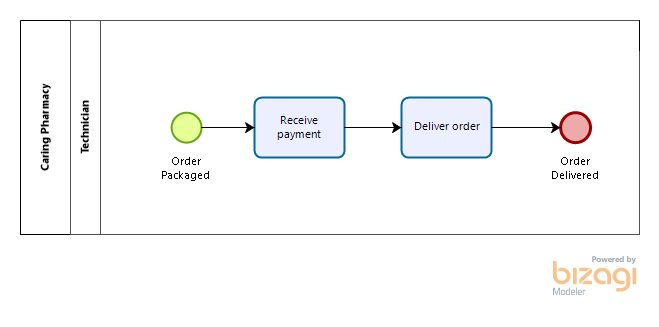 Caring Pharmacy
Technician
Receive
payment
Deliver order
Order
Packaged
Order
Delivered
Powered by
bizagi
Modeler